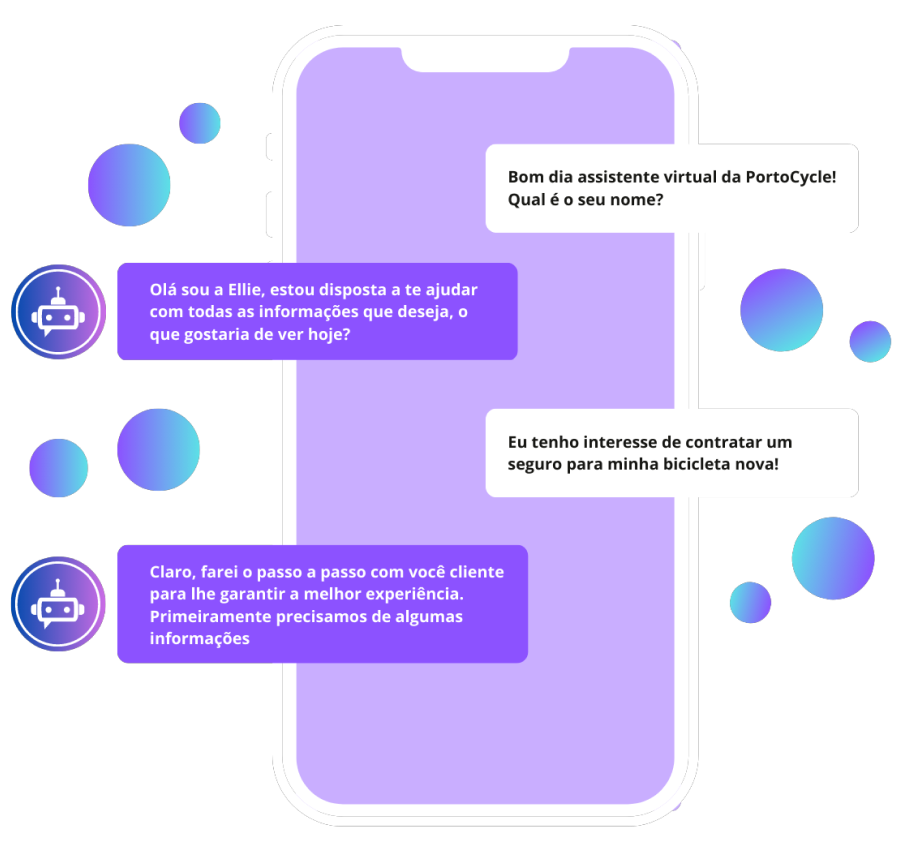 Bom dia assistente virtual da PortoCycle!
Qual é o seu nome?
Olá sou a Ellie, estou disposta a te ajudar
com todas as informações que deseja, o
que gostaria de ver hoje?
Eu tenho interesse de contratar um
seguro para minha bicicleta nova!
Claro, farei o passo a passo com você cliente
para lhe garantir a melhor experiência.
Primeiramente precisamos de algumas
informações